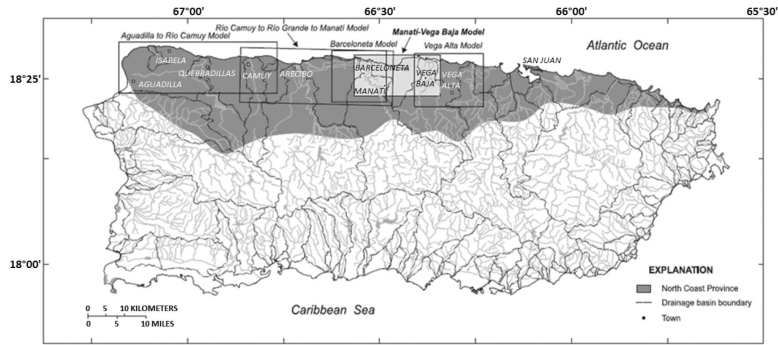 67°00'
66°30'
66°00'
65°30'
Aguadilla to Rio Camuy Model
Rio Camuy to Rio Grande to Manati Model
Barceloneta Model
Manati-Vega Baja Model
Vega Alta Model
Atlantic Ocean
18°25'
ISABELA
QUEBRADILLAS
CAMUY
ARECIBO
BARCELONETA
MANATI
VEGA BAJA
VEGA ALTA
SAN JUAN
AGUADILLA
18°00'
Caribbean Sea
EXPLANATION
North Coast Province
Drainage basin boundary
Town
0 5 10 KILOMETERS
0 5 10 MILES